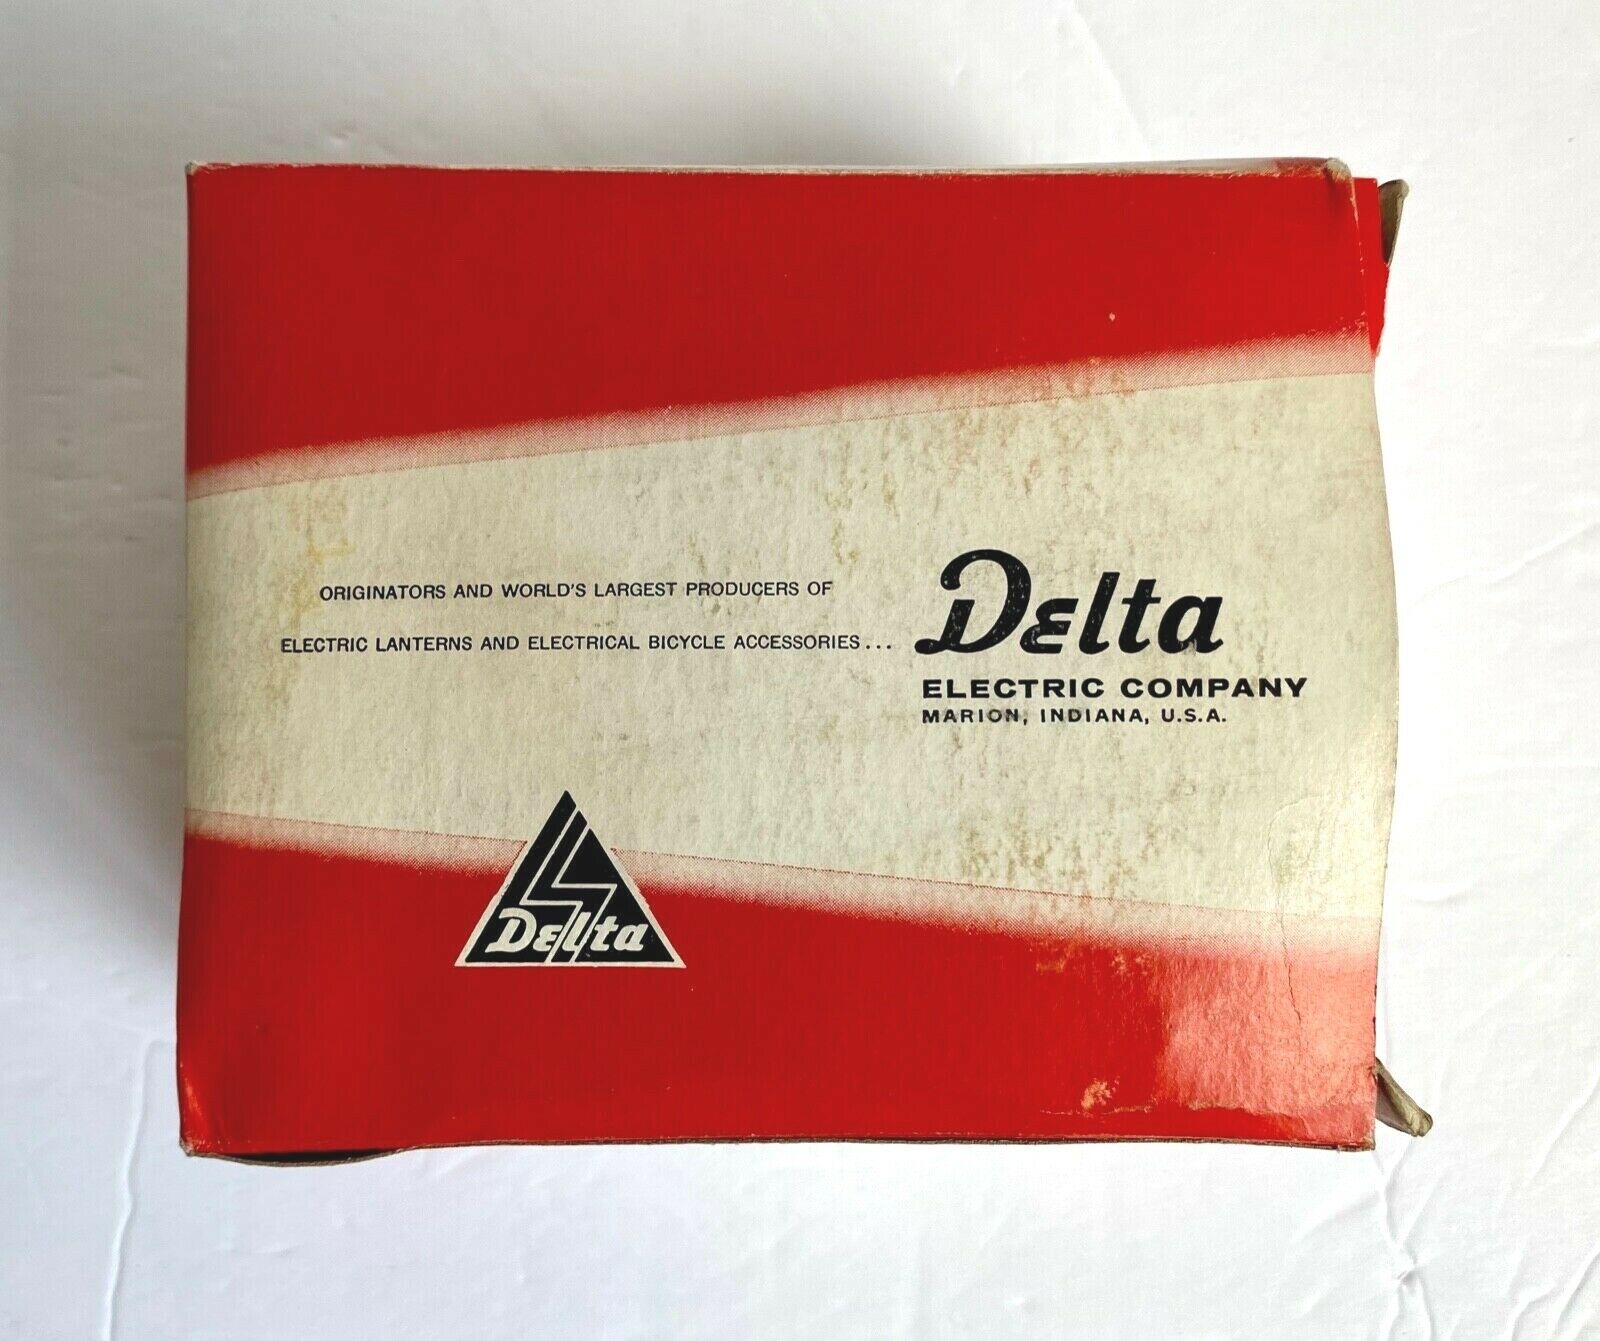 ORIGINATORS AND WORLD'S LARGEST PRODUCERS OF
ELECTRIC LANTERNS AND ELECTRICAL BICYCLE ACCESSORIES...
Delta
ELECTRIC COMPANY
MARION, INDIANA, U.S.A.
Delta